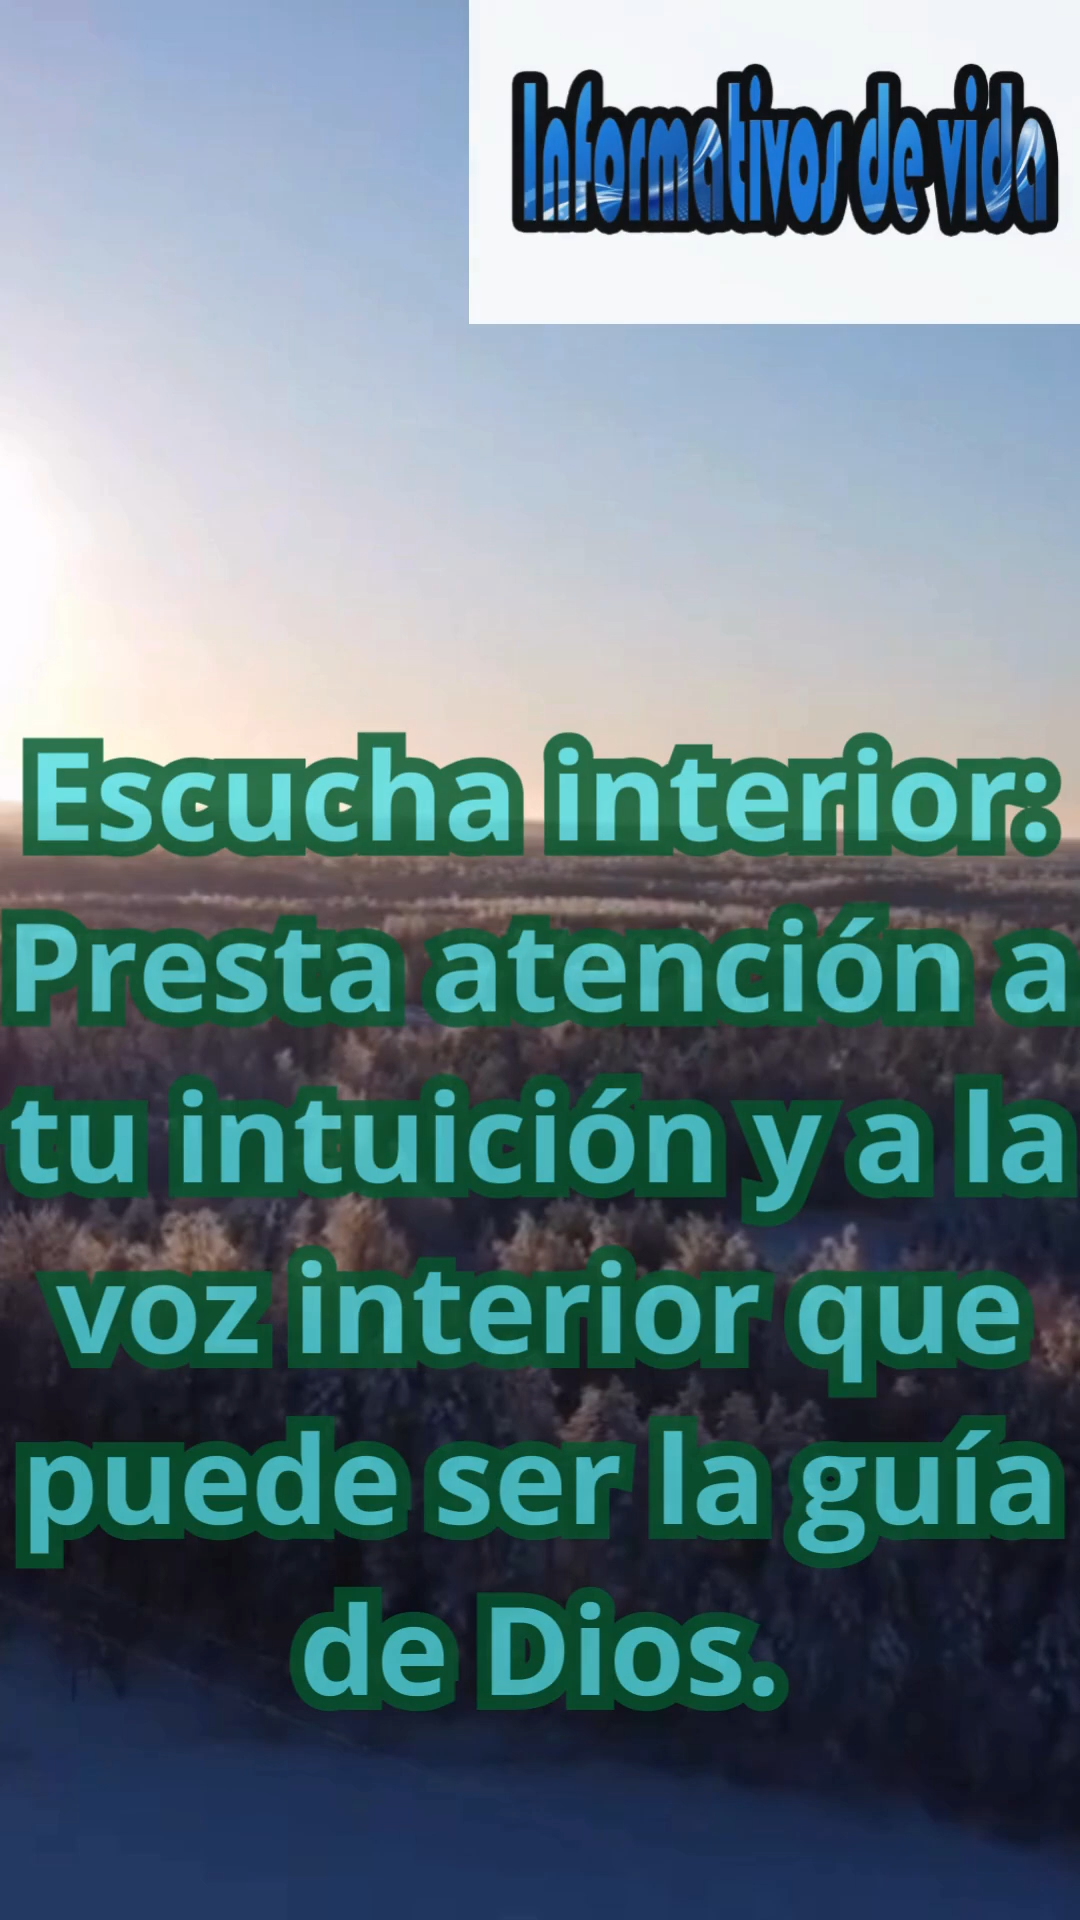 Informativos de vida
Escucha interior:
Presta atención a
tu intuición y a la
voz interior que
puede ser la guía
de Dios.